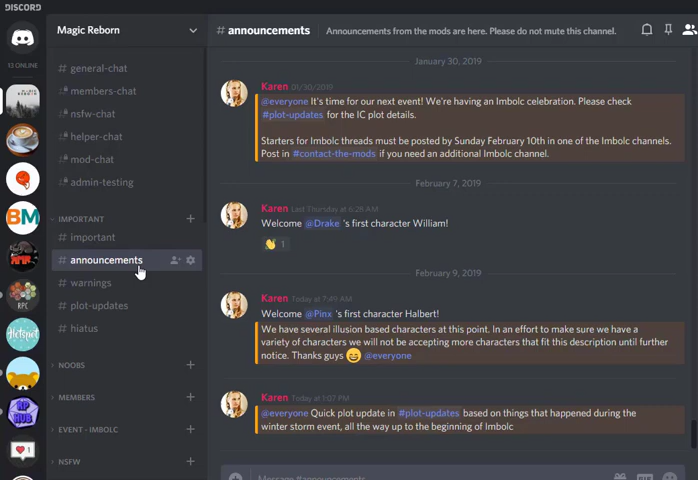 DISCORD
Magic Reborn
# announcements Announcements from the mods are here. Please do not mute this channel.
13 ONLINE
# general-chat
members-chat
nsfw-chat
helper-chat
mod-chat
admin-testing
IMPORTANT +
# important
# announcements
# warnings
# plot-updates
# hiatus
NOOBS +
MEMBERS +
EVENT - IMBOLC +
NSFW +
BM
RPC
Hotspot
RP
HUB
January 30, 2019
Karen 01/30/2019
@everyone It's time for our next event! We're having an Imbolc celebration. Please check
#plot-updates for the IC plot details.
Starters for Imbolc threads must be posted by Sunday February 10th in one of the Imbolc channels.
Post in #contact-the-mods if you need an additional Imbolc channel.
February 7, 2019
Karen Last Thursday at 6:28 AM
Welcome @Drake 's first character William!
👋 1
February 9, 2019
Karen Today at 7:49 AM
Welcome @Pinx 's first character Halbert!
We have several illusion based characters at this point. In an effort to make sure we have a
variety of characters we will not be accepting more characters that fit this description until further
notice. Thanks guys 😄 @everyone
Karen Today at 1:07 PM
@everyone Quick plot update in #plot-updates based on things that happened during the
winter storm event, all the way up to the beginning of Imbolc
Message #announcements